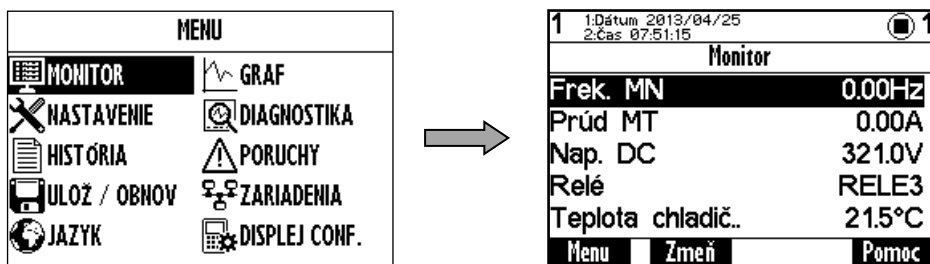 MENU
MONITOR GRAF
NASTAVENIE DIAGNOSTIKA
HISTÓRIA PORUCHY
ULOŽ / OBNOV ZARIADENIA
JAZYK DISPLEJ CONF.
1 1:Dátum 2013/04/25 1
2:Čas 07:51:15
Monitor
Frek. MN 0.00Hz
Prúd MT 0.00A
Nap. DC 321.0V
Relé RELE3
Teplota chladič.. 21.5°C
Menu Zmeň Pomoc